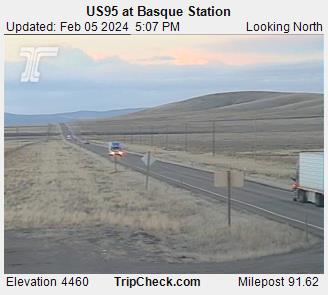 US95 at Basque Station
Updated: Feb 05 2024  5:07 PM
Looking North
Elevation 4460
TripCheck.com
Milepost 91.62